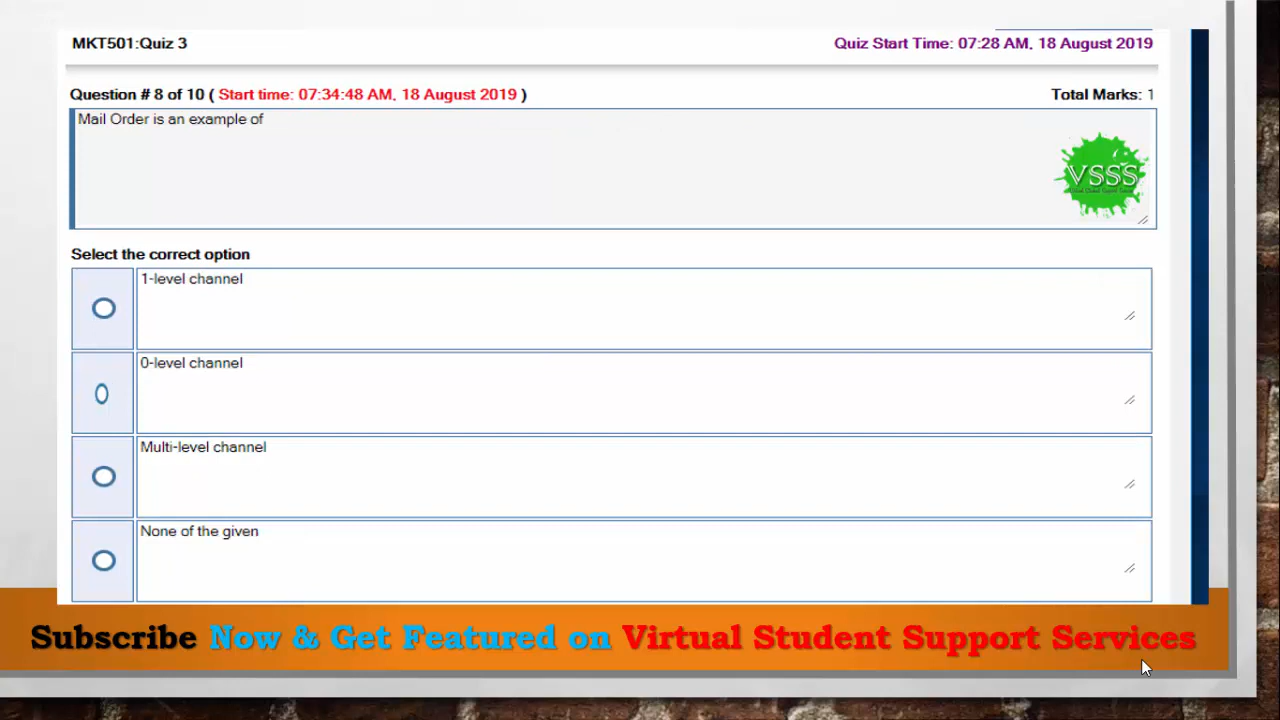 MKT501:Quiz 3
Quiz Start Time: 07:28 AM, 18 August 2019
Question # 8 of 10 ( Start time: 07:34:48 AM, 18 August 2019 )
Total Marks: 1
Mail Order is an example of
VSSS
Select the correct option
1-level channel
0-level channel
Multi-level channel
None of the given
Subscribe Now & Get Featured on Virtual Student Support Services